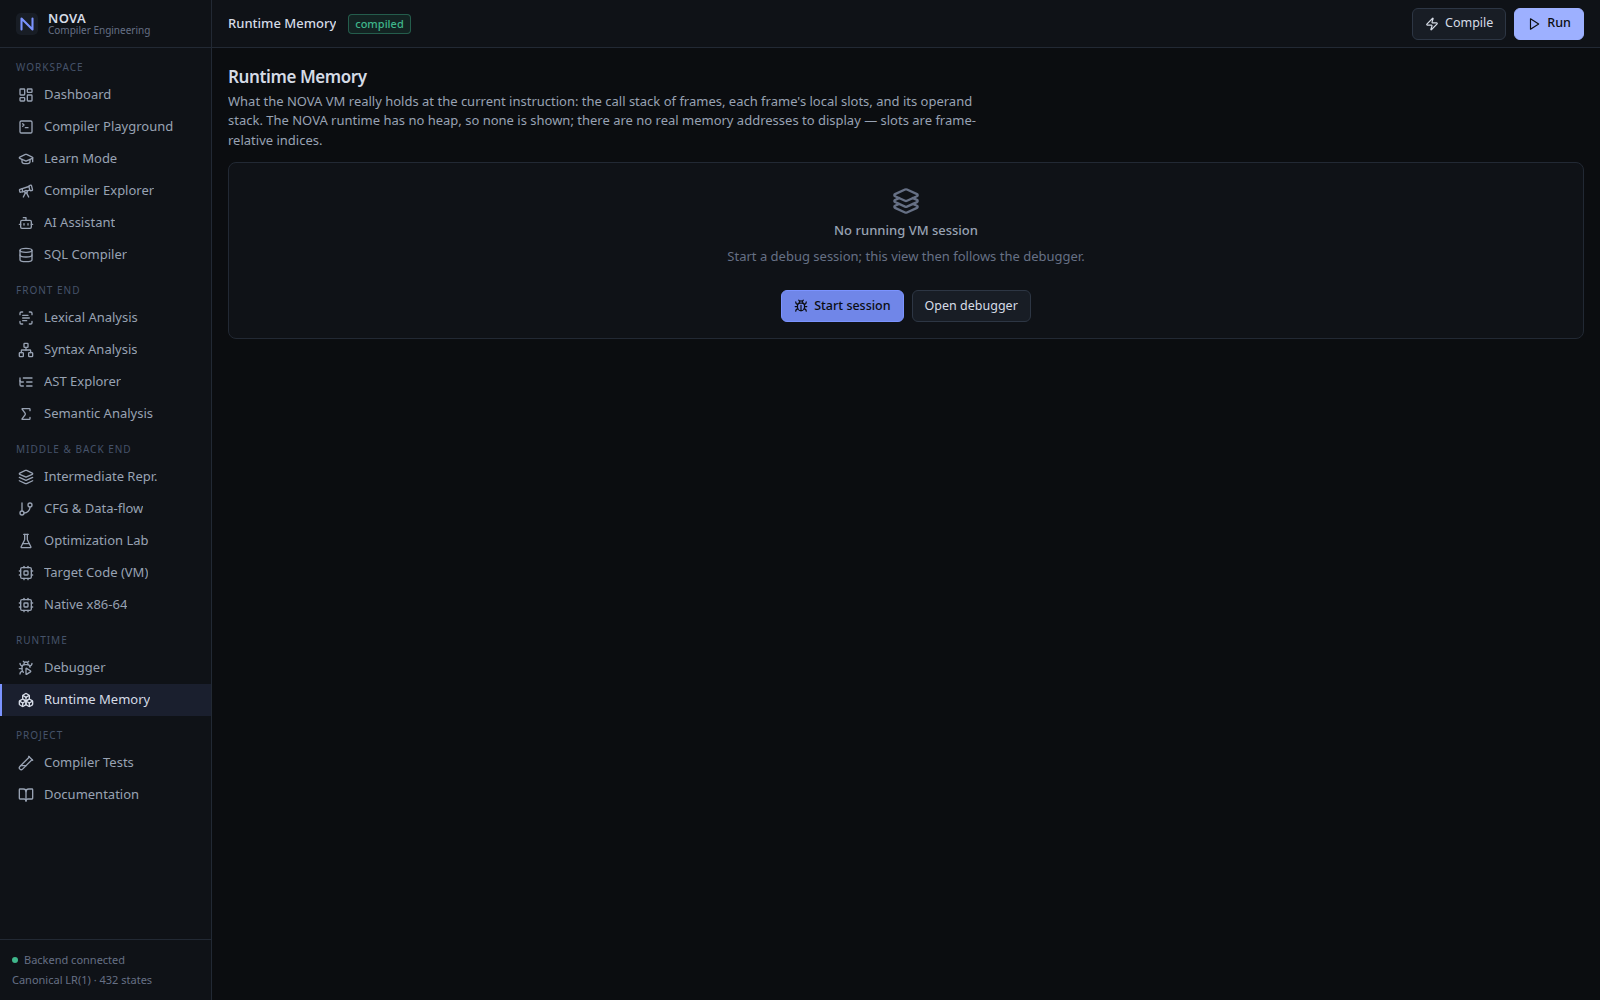 NOVA
Compiler Engineering
WORKSPACE
Dashboard
Compiler Playground
Learn Mode
Compiler Explorer
AI Assistant
SQL Compiler
FRONT END
Lexical Analysis
Syntax Analysis
AST Explorer
Semantic Analysis
MIDDLE & BACK END
Intermediate Repr.
CFG & Data-flow
Optimization Lab
Target Code (VM)
Native x86-64
RUNTIME
Debugger
Runtime Memory
PROJECT
Compiler Tests
Documentation
Backend connected
Canonical LR(1) · 432 states
Runtime Memory compiled
Compile Run
Runtime Memory
What the NOVA VM really holds at the current instruction: the call stack of frames, each frame's local slots, and its operand
stack. The NOVA runtime has no heap, so none is shown; there are no real memory addresses to display — slots are frame-
relative indices.
No running VM session
Start a debug session; this view then follows the debugger.
Start session Open debugger